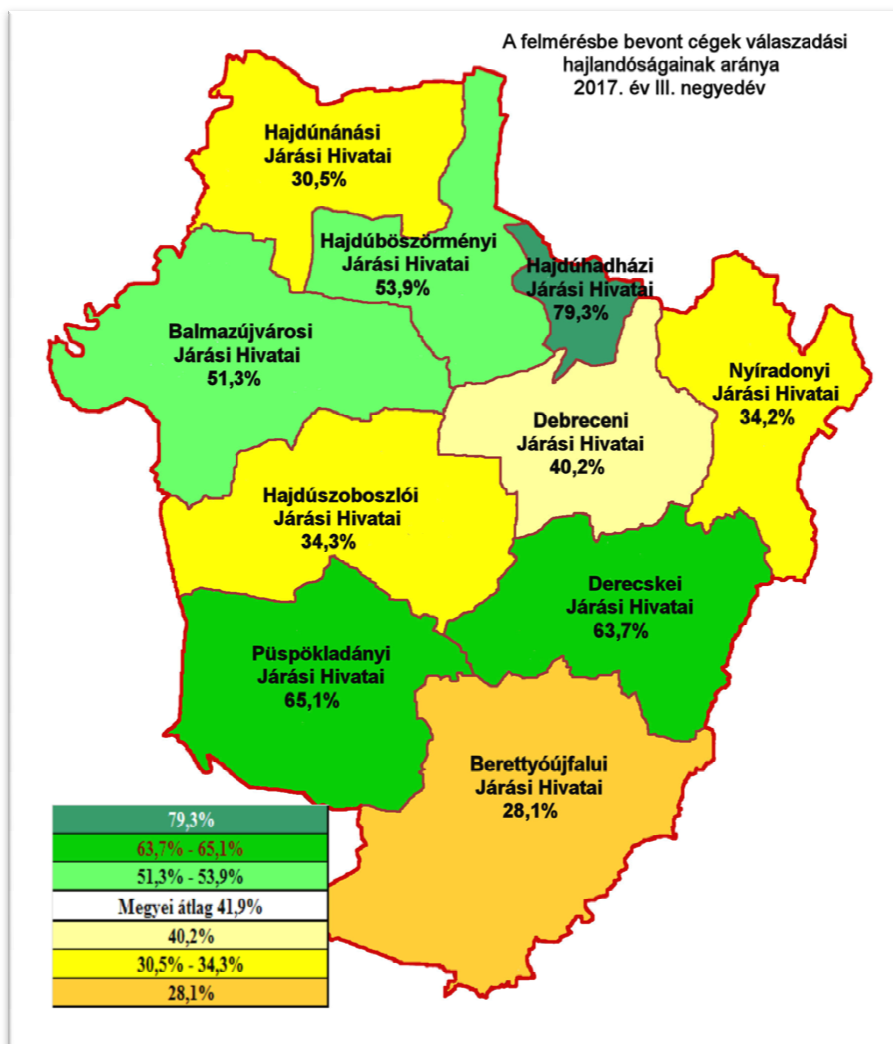 A felmérésbe bevont cégek válaszadási
hajlandóságainak aránya
2017. év III. negyedév
Hajdúnánási
Járási Hivatai
30,5%
Hajdúböszörményi
Járási Hivatai
53,9%
Hajdúhadházi
Járási Hivatai
79,3%
Balmazújvárosi
Járási Hivatai
51,3%
Nyíradonyi
Járási Hivatai
34,2%
Debreceni
Járási Hivatai
40,2%
Hajdúszoboszlói
Járási Hivatai
34,3%
Derecskei
Járási Hivatai
63,7%
Püspökladányi
Járási Hivatai
65,1%
Berettyóújfalui
Járási Hivatai
28,1%
79,3%
63,7% - 65,1%
51,3% - 53,9%
Megyei átlag 41,9%
40,2%
30,5% - 34,3%
28,1%